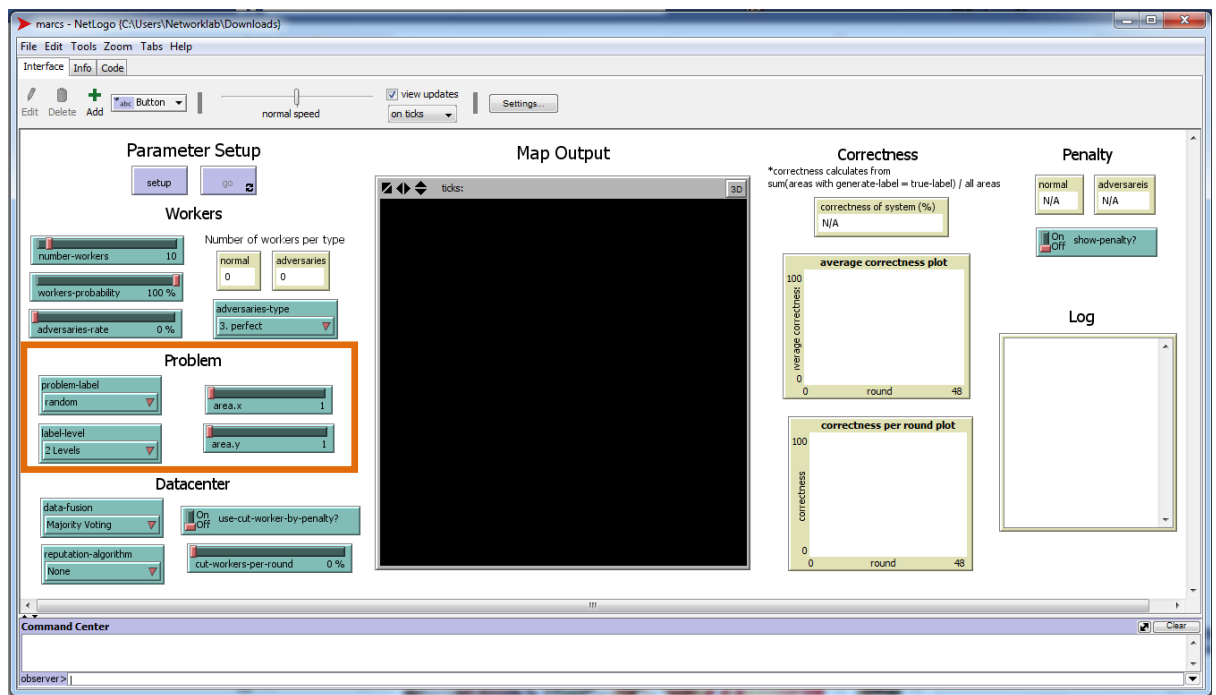 marcs - NetLogo {C:\Users\Networklab\Downloads}
File Edit Tools Zoom Tabs Help
Interface Info Code
Edit Delete Add abc Button normal speed view updates on ticks Settings...
Parameter Setup
setup go
Workers
number-workers 10
workers-probability 100 %
adversaries-rate 0 %
Number of workers per type
normal adversaries
0 0
adversaries-type
3. perfect
Problem
problem-label
random
label-level
2 Levels
area.x 1
area.y 1
Datacenter
data-fusion
Majority Voting
reputation-algorithm
None
On
Off use-cut-worker-by-penalty?
cut-workers-per-round 0 %
Map Output
ticks: 3D
Correctness
*correctness calculates from
sum(areas with generate-label = true-label) / all areas
correctness of system (%)
N/A
average correctness plot
100
average correctness
0
0 round 48
correctness per round plot
100
correctness
0
0 round 48
Penalty
normal adversareis
N/A N/A
On
Off show-penalty?
Log
Command Center Clear
observer>